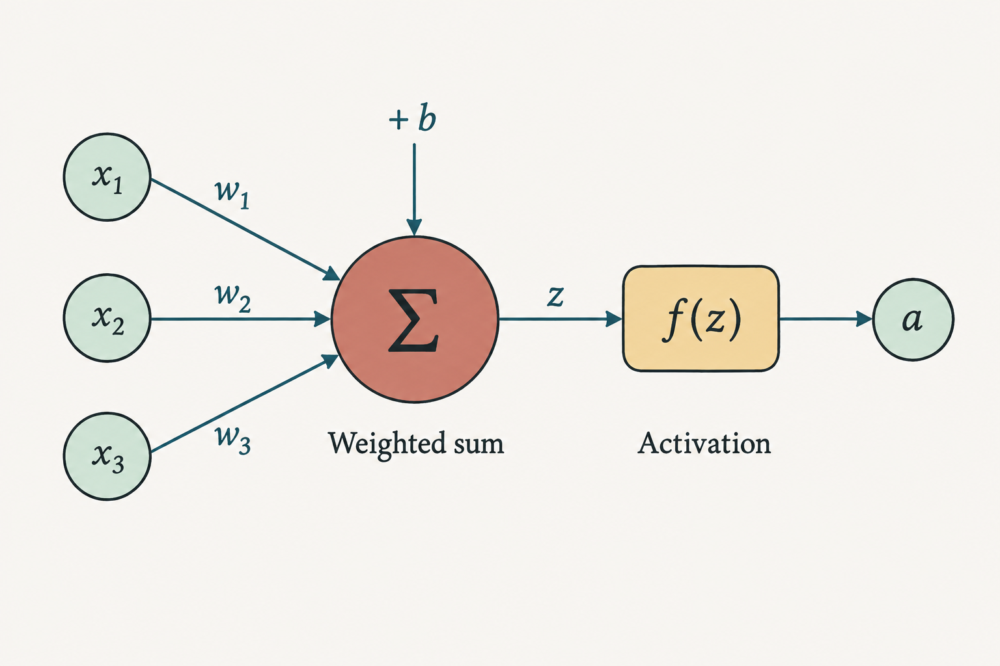 + b
x₁
w₁
x₂
w₂
Σ
z
f(z)
a
x₃
w₃
Weighted sum
Activation